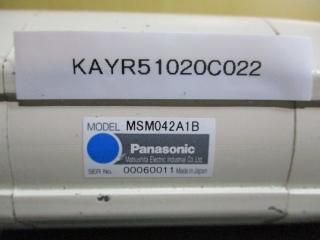 KAYR51020C022
MODEL MSM042A1B
Panasonic
Matsushita Electric Industrial Co.,Ltd.
SER No. 00060011 Made in Japan